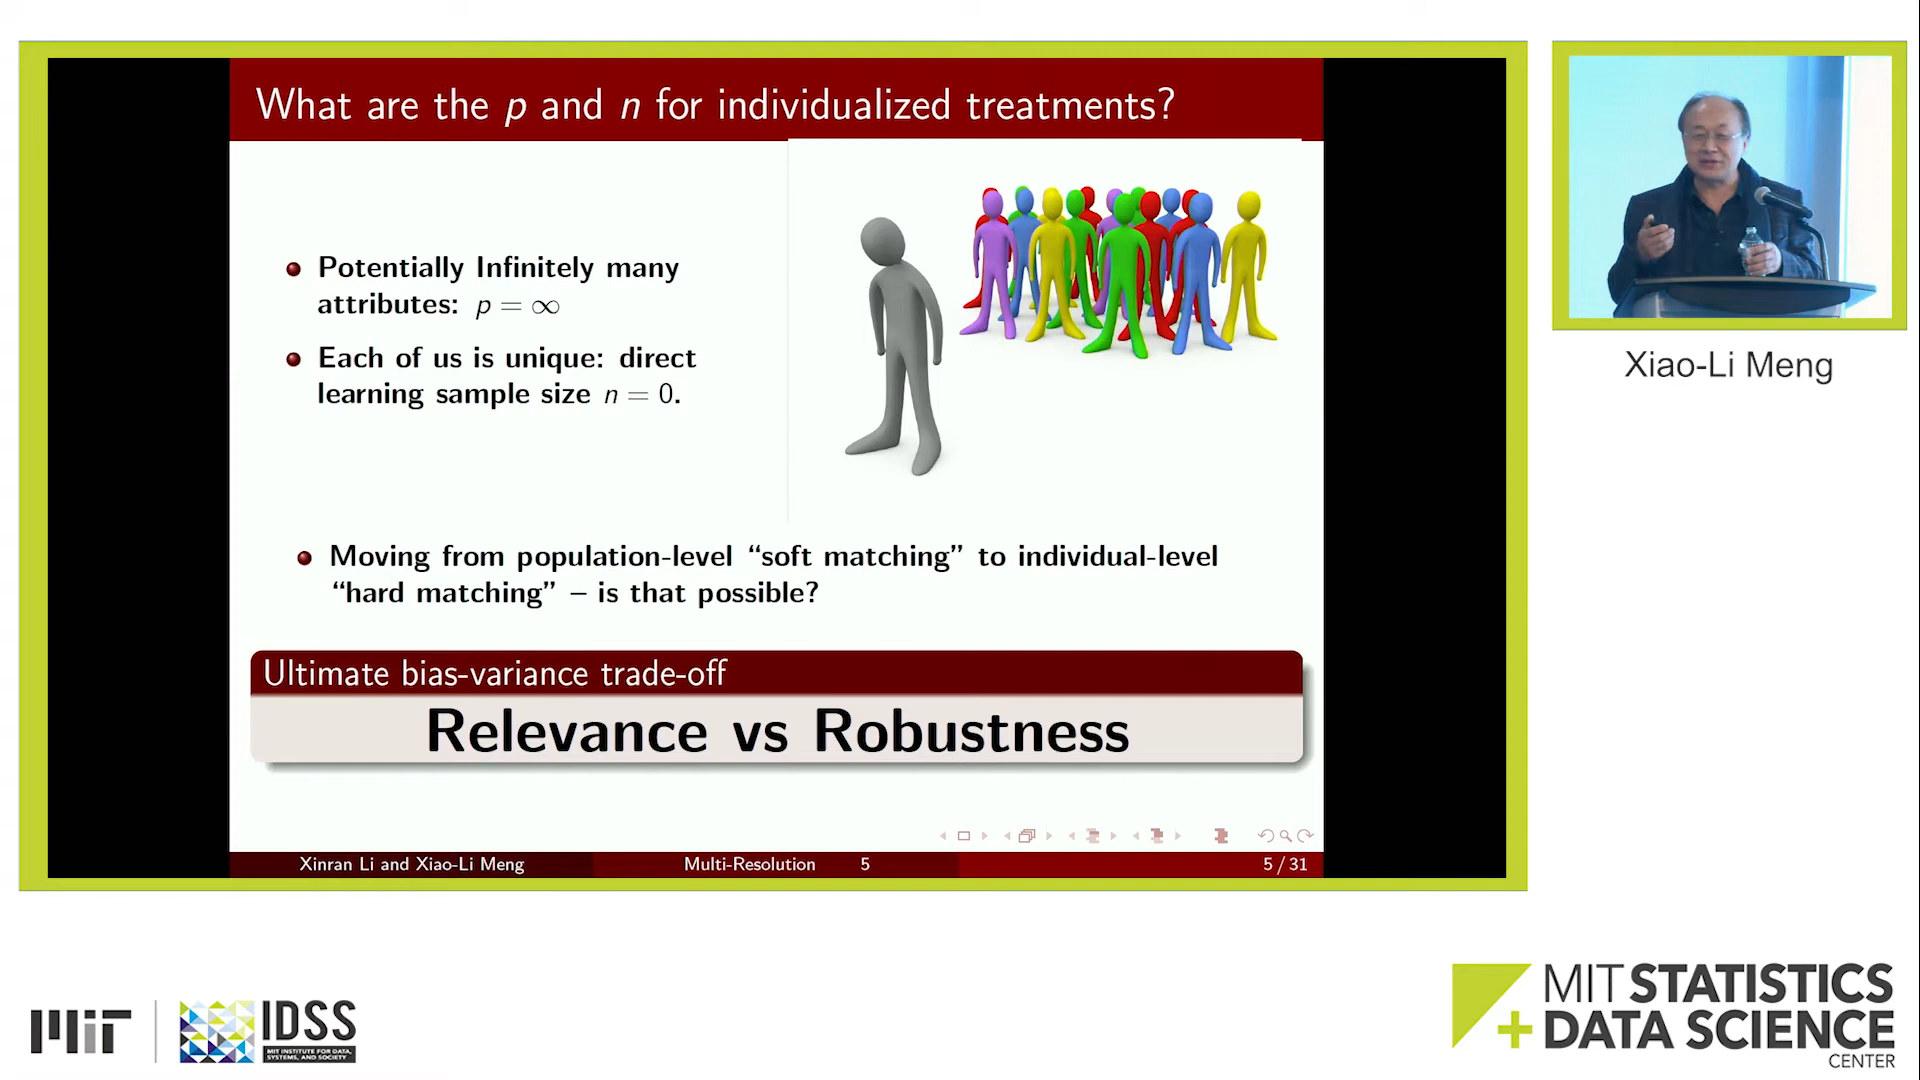 What are the p and n for individualized treatments?
Potentially Infinitely many
attributes: p = ∞
Each of us is unique: direct
learning sample size n = 0.
Moving from population-level “soft matching” to individual-level
“hard matching” – is that possible?
Ultimate bias-variance trade-off
Relevance vs Robustness
Xinran Li and Xiao-Li Meng
Multi-Resolution
5
5 / 31
Xiao-Li Meng
MIT
IDSS
MIT INSTITUTE FOR DATA,
SYSTEMS, AND SOCIETY
MIT STATISTICS
+ DATA SCIENCE
CENTER